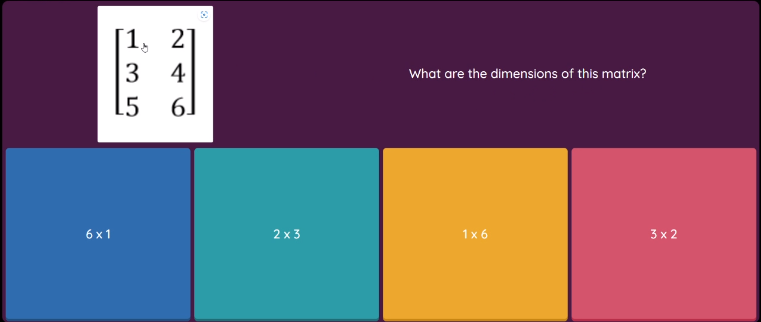 1 2
3 4
5 6
What are the dimensions of this matrix?
6 x 1
2 x 3
1 x 6
3 x 2